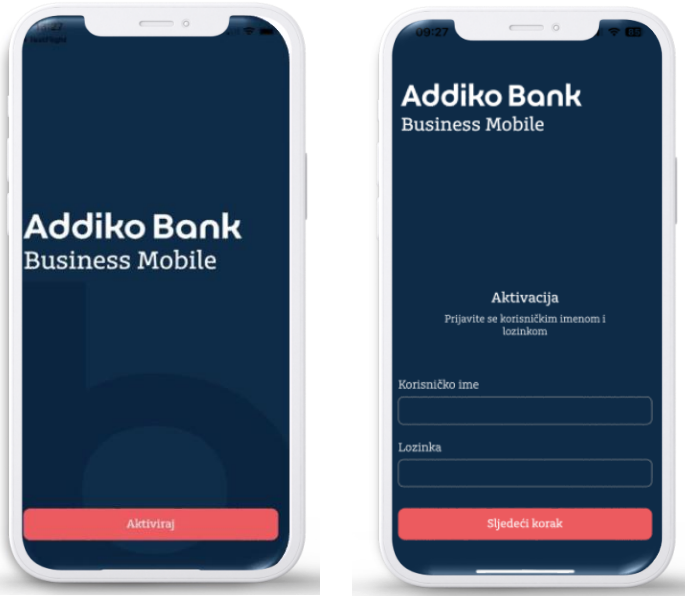 Addiko Bank
Business Mobile
Aktiviraj
09:27
Addiko Bank
Business Mobile
Aktivacija
Prijavite se korisničkim imenom i
lozinkom
Korisničko ime
Lozinka
Sljedeći korak